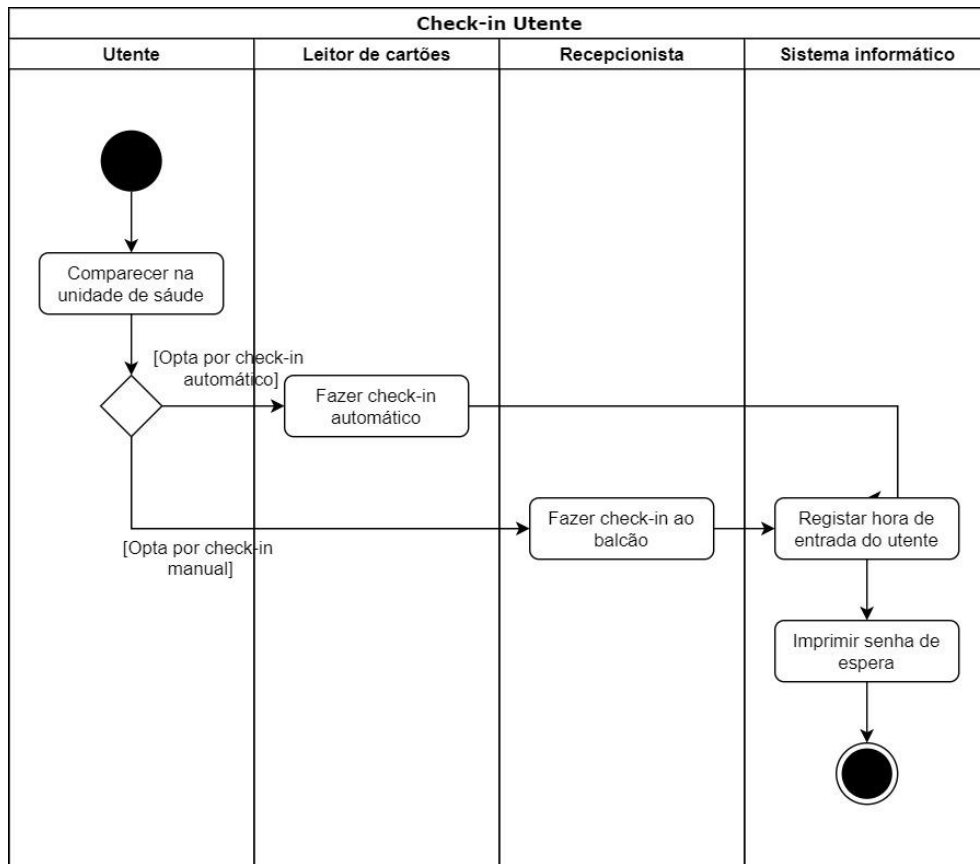 Check-in Utente
Utente
Leitor de cartões
Recepcionista
Sistema informático
Comparecer na
unidade de sáude
[Opta por check-in
automático]
Fazer check-in
automático
[Opta por check-in
manual]
Fazer check-in ao
balcão
Registar hora de
entrada do utente
Imprimir senha de
espera